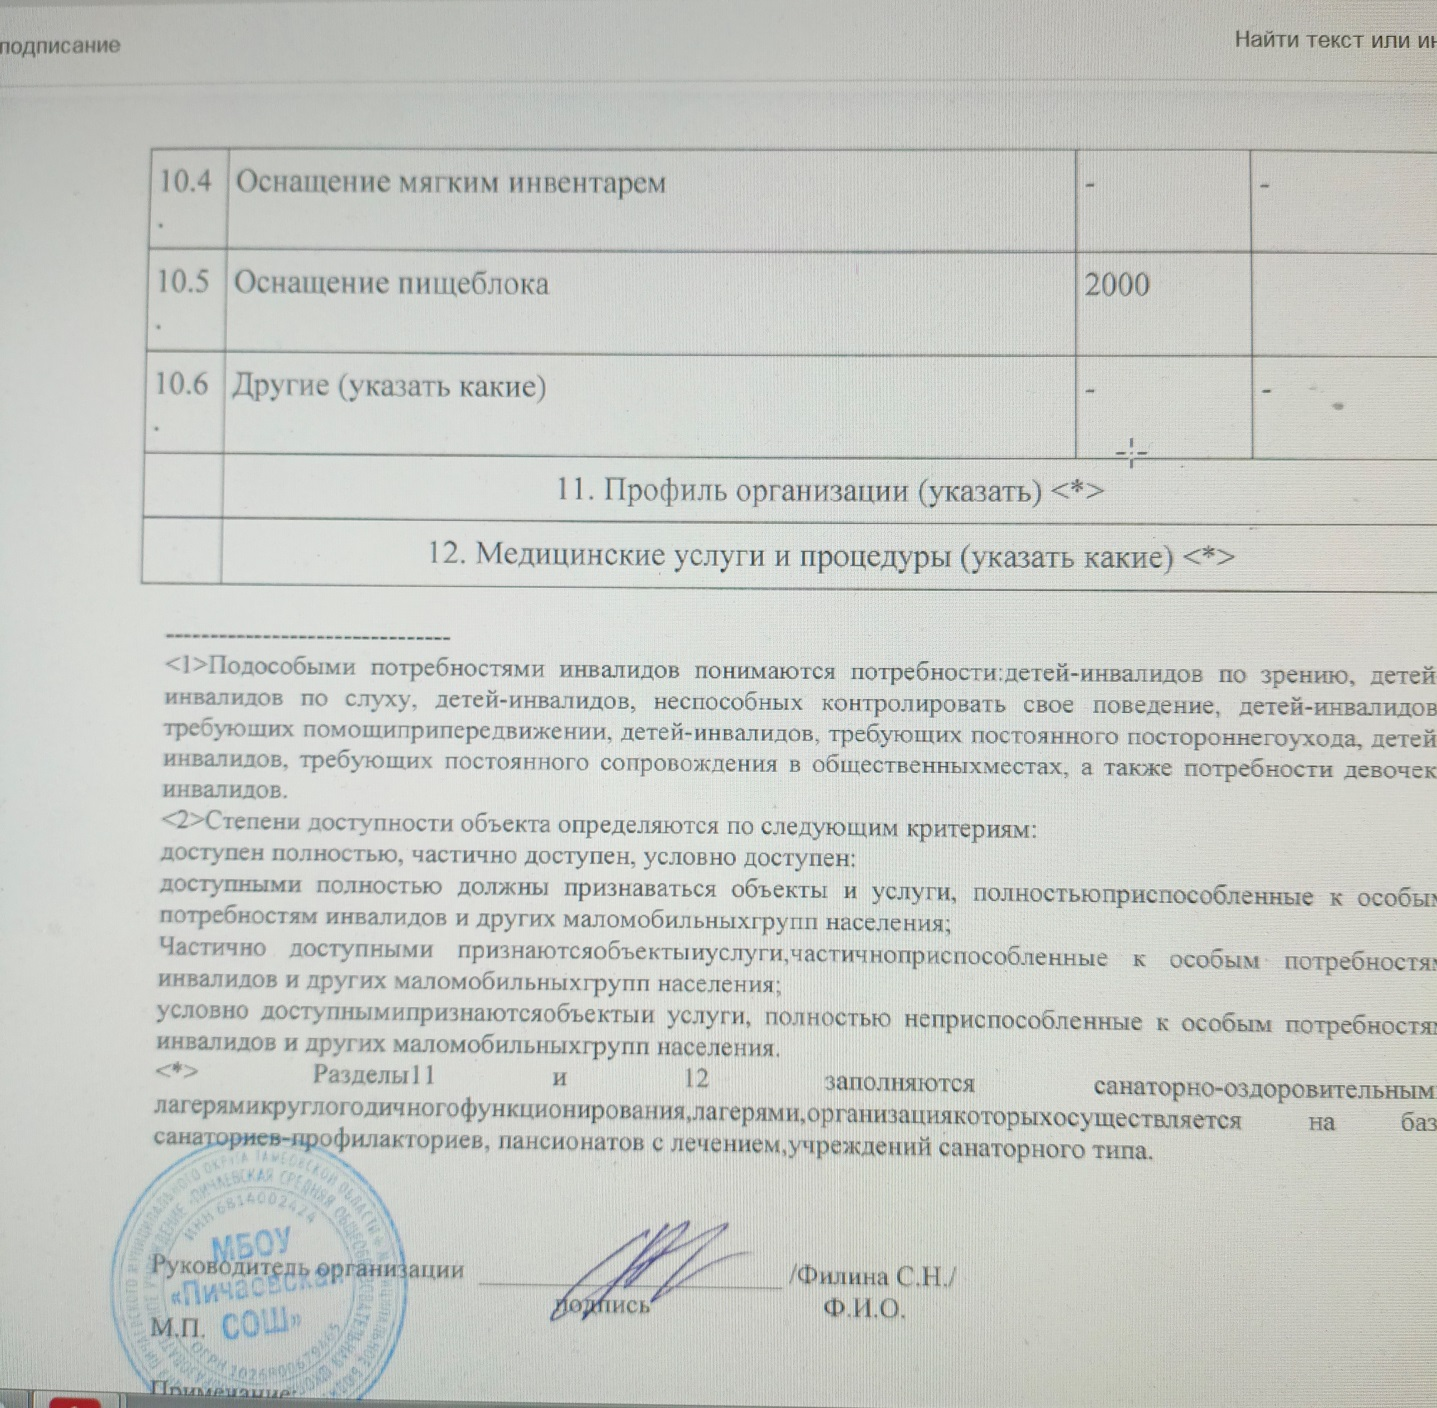 подписание
Найти текст или ин
10.4 Оснащение мягким инвентарем - -
.
10.5 Оснащение пищеблока 2000
.
10.6 Другие (указать какие) - -
.
11. Профиль организации (указать) <*>
12. Медицинские услуги и процедуры (указать какие) <*>
--------------------------------
<1>Подособыми потребностями инвалидов понимаются потребности:детей-инвалидов по зрению, детей
инвалидов по слуху, детей-инвалидов, неспособных контролировать свое поведение, детей-инвалидов
требующих помощиприпередвижении, детей-инвалидов, требующих постоянного постороннегоухода, детей
инвалидов, требующих постоянного сопровождения в общественныхместах, а также потребности девочек
инвалидов.
<2>Степени доступности объекта определяются по следующим критериям:
доступен полностью, частично доступен, условно доступен:
доступными полностью должны признаваться объекты и услуги, полностьюприспособленные к особым
потребностям инвалидов и других маломобильныхгрупп населения;
Частично доступными признаютсяобъектыиуслуги,частичноприспособленные к особым потребностям
инвалидов и других маломобильныхгрупп населения;
условно доступнымипризнаютсяобъектыи услуги, полностью неприспособленные к особым потребностям
инвалидов и других маломобильныхгрупп населения.
<*> Разделы11 и 12 заполняются санаторно-оздоровительным
лагерямикруглогодичногофункционирования,лагерями,организациякоторыхосуществляется на баз
санаториев-профилакториев, пансионатов с лечением,учреждений санаторного типа.
ИНН 6814002424
МБОУ
«Пичаевская
СОШ»
Руководитель организации /Филина С.Н./
подпись Ф.И.О.
М.П.
Примечание: